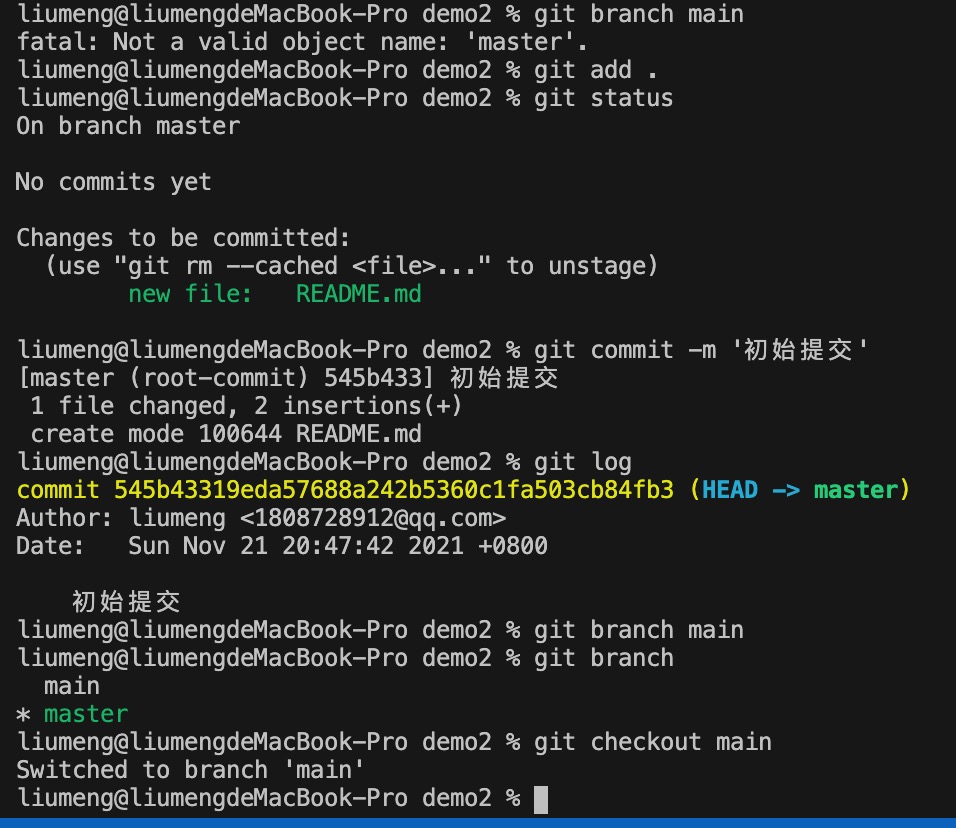 liumeng@liumengdeMacBook-Pro demo2 % git branch main
fatal: Not a valid object name: 'master'.
liumeng@liumengdeMacBook-Pro demo2 % git add .
liumeng@liumengdeMacBook-Pro demo2 % git status
On branch master
No commits yet
Changes to be committed:
  (use "git rm --cached <file>..." to unstage)
        new file:   README.md
liumeng@liumengdeMacBook-Pro demo2 % git commit -m '初始提交'
[master (root-commit) 545b433] 初始提交
 1 file changed, 2 insertions(+)
 create mode 100644 README.md
liumeng@liumengdeMacBook-Pro demo2 % git log
commit 545b43319eda57688a242b5360c1fa503cb84fb3 (HEAD -> master)
Author: liumeng <1808728912@qq.com>
Date:   Sun Nov 21 20:47:42 2021 +0800
    初始提交
liumeng@liumengdeMacBook-Pro demo2 % git branch main
liumeng@liumengdeMacBook-Pro demo2 % git branch
  main
* master
liumeng@liumengdeMacBook-Pro demo2 % git checkout main
Switched to branch 'main'
liumeng@liumengdeMacBook-Pro demo2 %